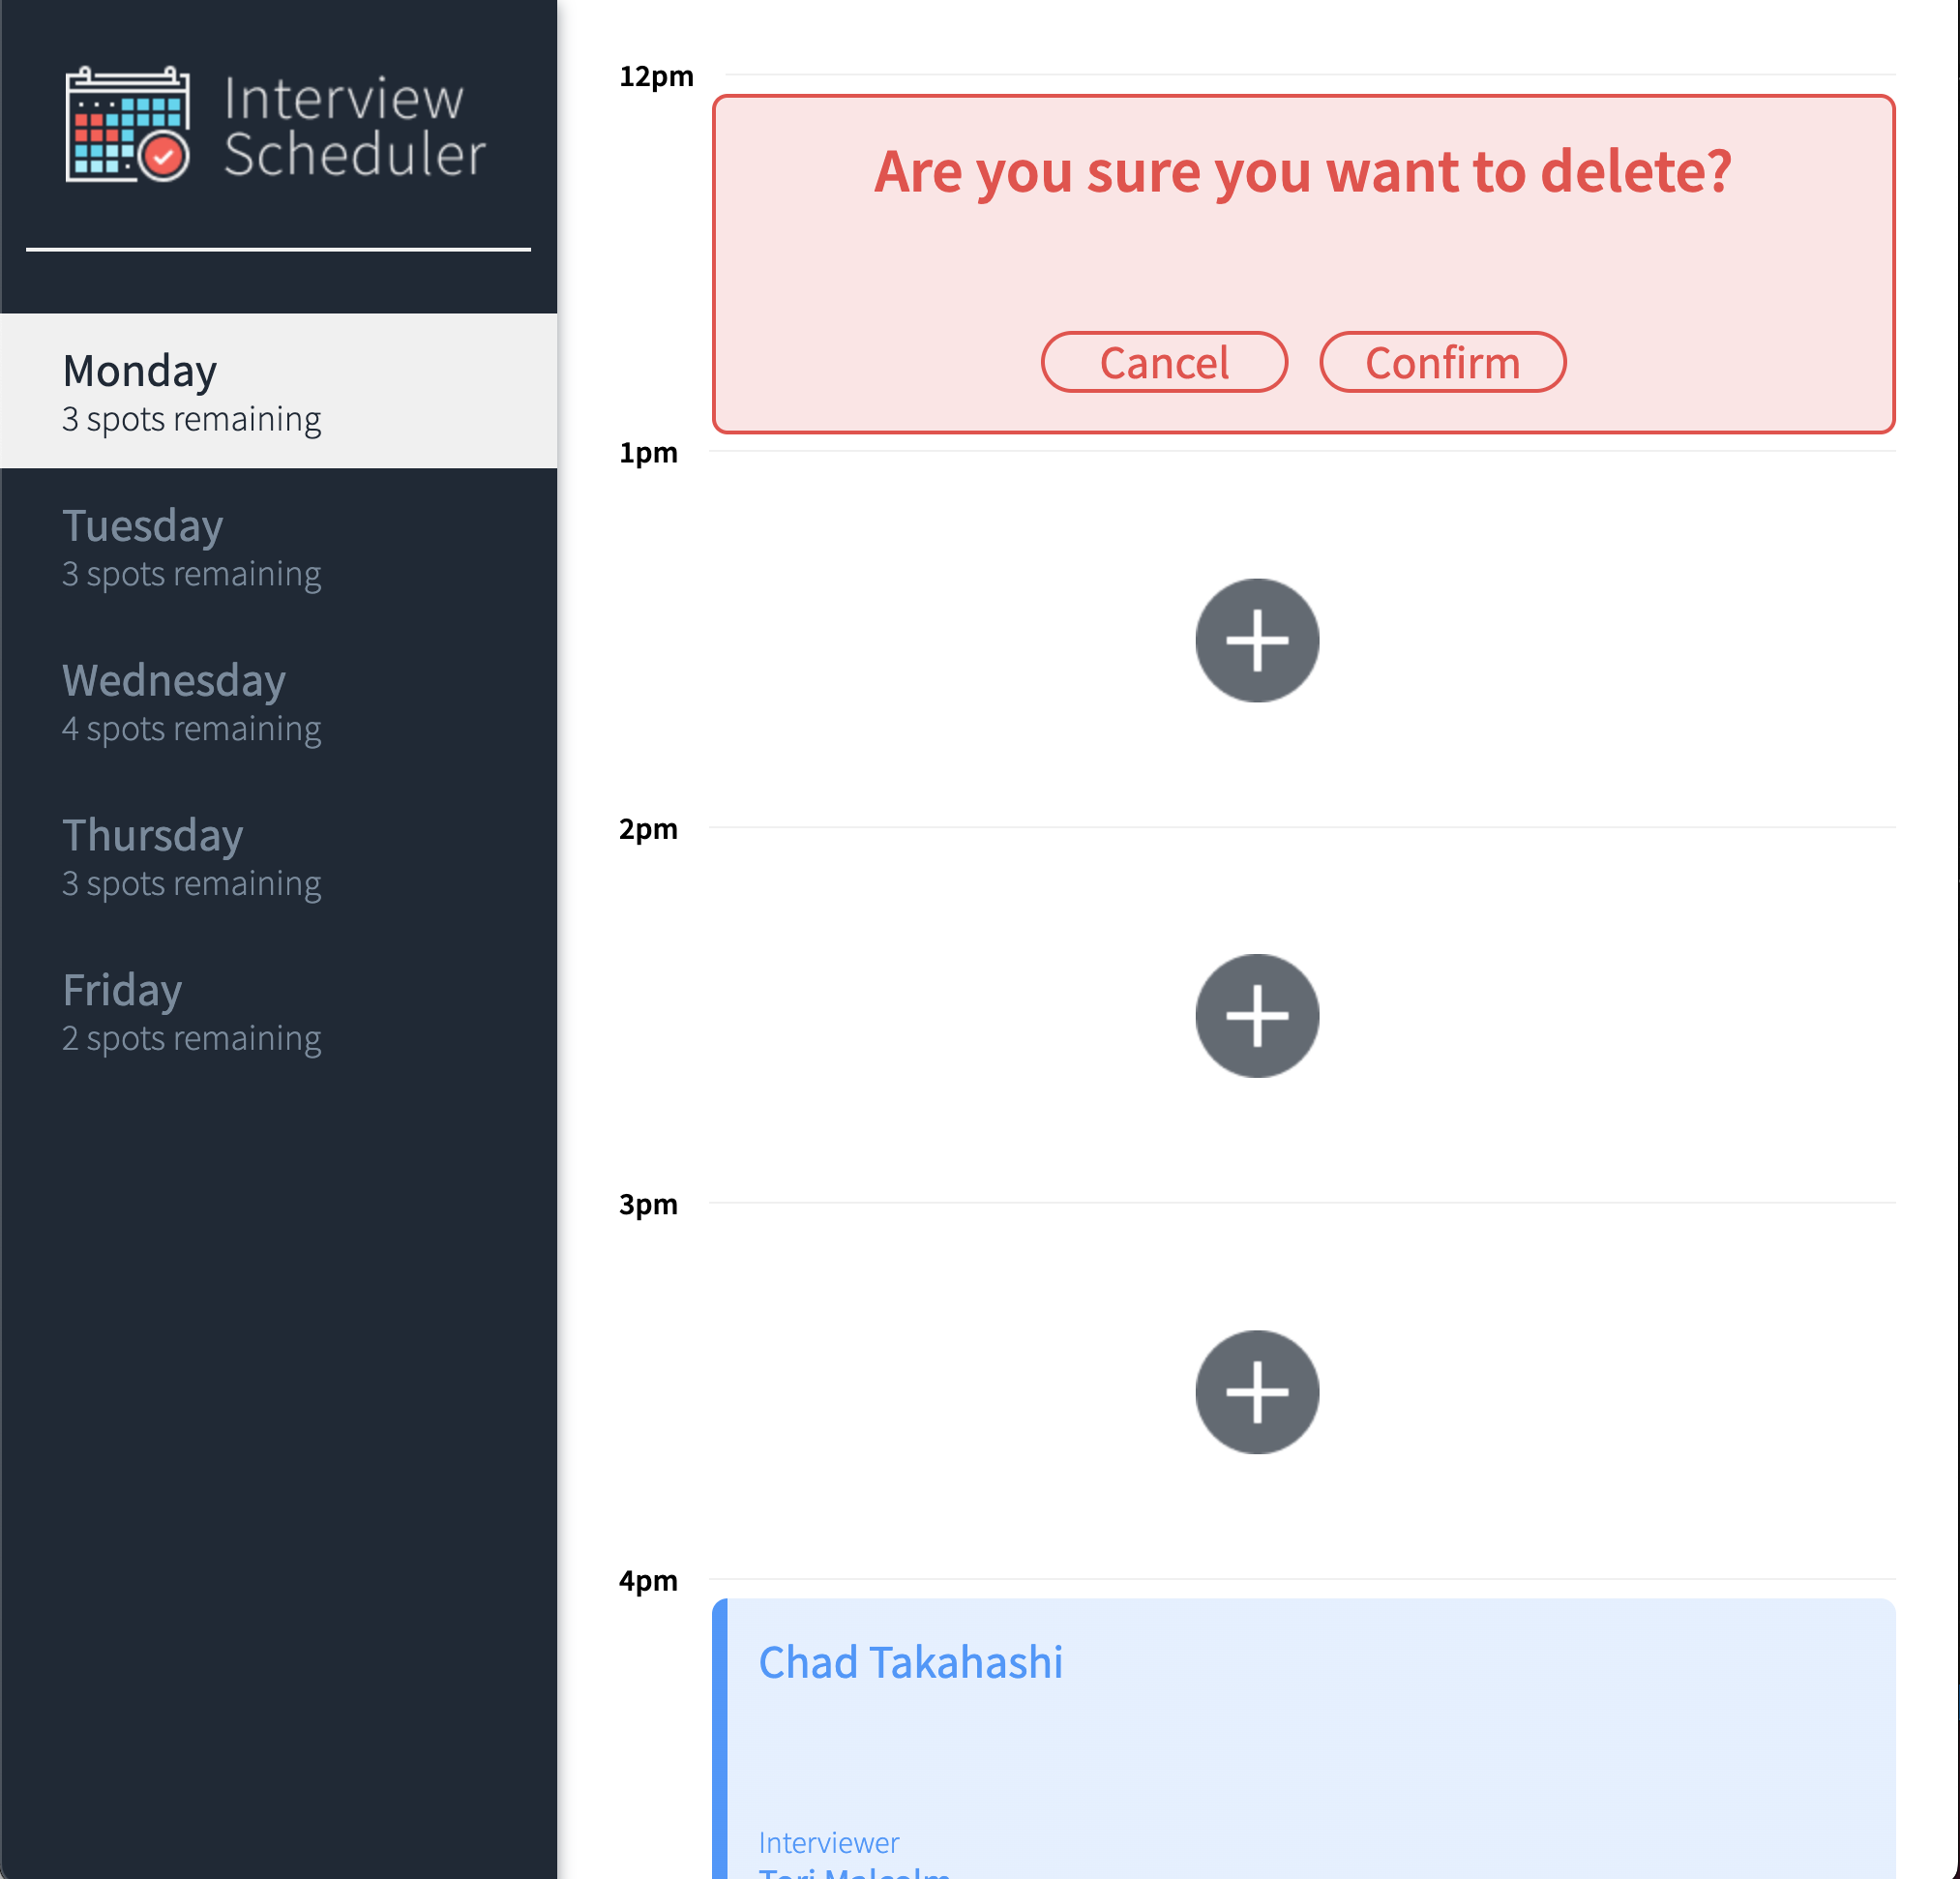 Interview
Scheduler
Monday
3 spots remaining
Tuesday
3 spots remaining
Wednesday
4 spots remaining
Thursday
3 spots remaining
Friday
2 spots remaining
12pm
Are you sure you want to delete?
Cancel Confirm
1pm
2pm
3pm
4pm
Chad Takahashi
Interviewer
Tori Malcolm